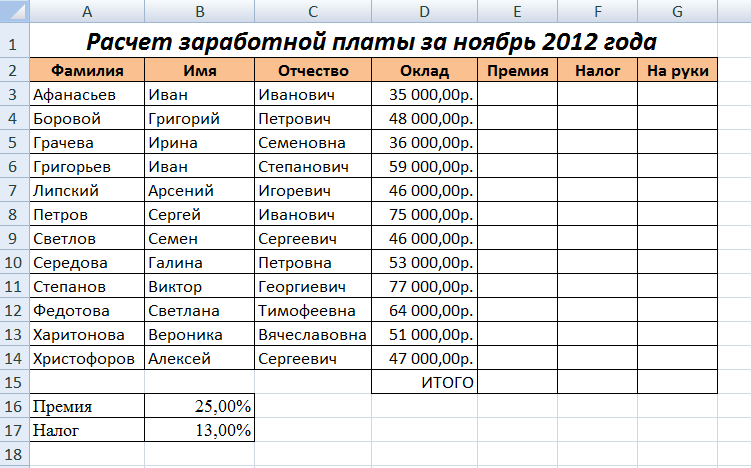 A B C D E F G
1 Расчет заработной платы за ноябрь 2012 года
2 Фамилия Имя Отчество Оклад Премия Налог На руки
3 Афанасьев Иван Иванович 35 000,00р.
4 Боровой Григорий Петрович 48 000,00р.
5 Грачева Ирина Семеновна 36 000,00р.
6 Григорьев Иван Степанович 59 000,00р.
7 Липский Арсений Игоревич 46 000,00р.
8 Петров Сергей Иванович 75 000,00р.
9 Светлов Семен Сергеевич 46 000,00р.
10 Середова Галина Петровна 53 000,00р.
11 Степанов Виктор Георгиевич 77 000,00р.
12 Федотова Светлана Тимофеевна 64 000,00р.
13 Харитонова Вероника Вячеславовна 51 000,00р.
14 Христофоров Алексей Сергеевич 47 000,00р.
15 ИТОГО
16 Премия 25,00%
17 Налог 13,00%
18